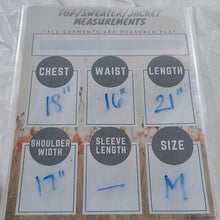 TOP/SWEATER/JACKET
MEASUREMENTS
*ALL GARMENTS ARE MEASURED FLAT
CHEST WAIST LENGTH
18" 16" 21"
SHOULDER WIDTH SLEEVE LENGTH SIZE
17" — M